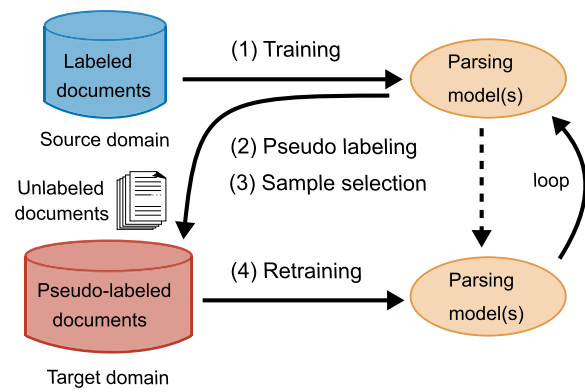 Labeled
documents
Source domain
(1) Training
Parsing
model(s)
(2) Pseudo labeling
(3) Sample selection
Unlabeled
documents
loop
Pseudo-labeled
documents
Target domain
(4) Retraining
Parsing
model(s)